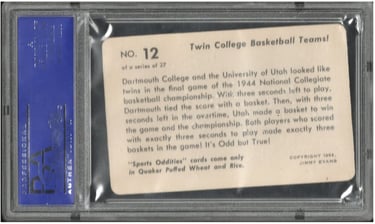 NO. 12
of a series of 27
Twin College Basketball Teams!
Dartmouth College and the University of Utah looked like
twins in the final game of the 1944 National Collegiate
basketball championship. With three seconds left to play,
Dartmouth tied the score with a basket. Then, with three
seconds left in the overtime, Utah made a basket to win
the game and the championship. Both players who scored
with exactly three seconds to play made exactly three
baskets in the game! It's Odd but True!
"Sports Oddities" cards come only
in Quaker Puffed Wheat and Rice.
COPYRIGHT 1954,
JIMMY EVANS
PROFESSIONAL
PSA